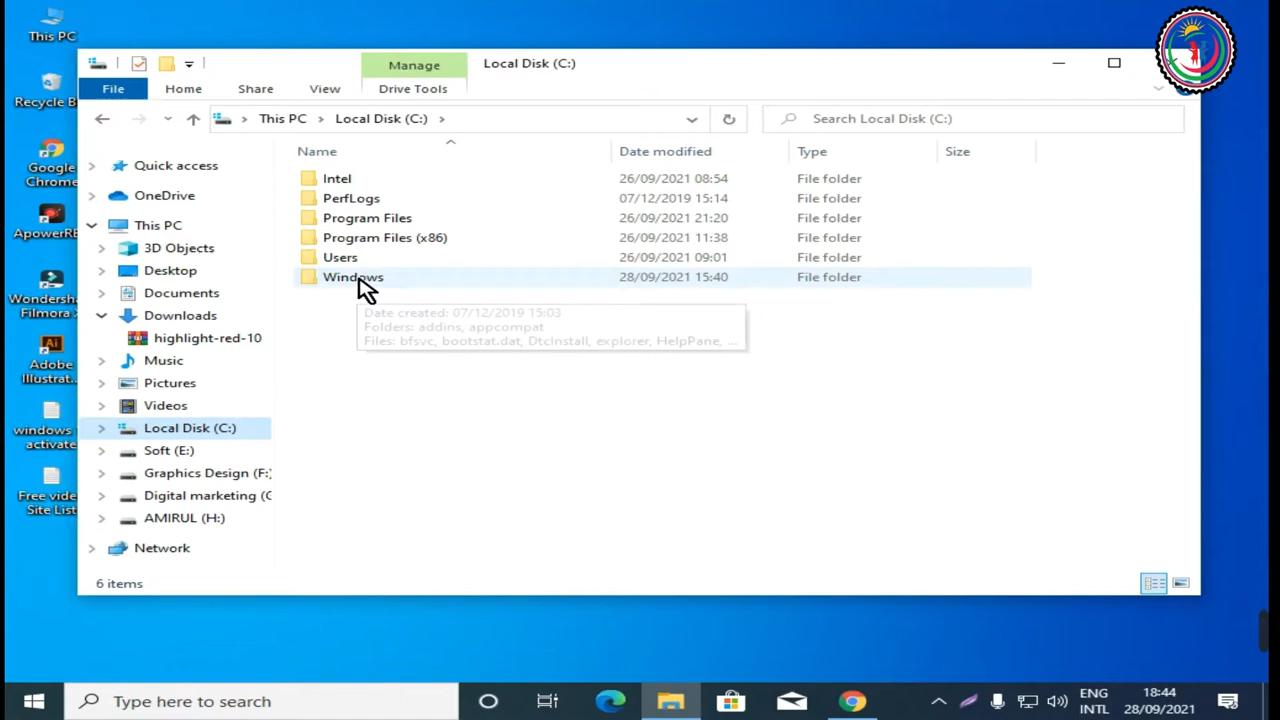 This PC
Recycle B
Google
Chrome
ApowerRE
Wondersha
Filmora
Adobe
Illustrat...
windows
activate
Free vide
Site List
Manage
Local Disk (C:)
File
Home
Share
View
Drive Tools
This PC > Local Disk (C:) >
Search Local Disk (C:)
Name
Date modified
Type
Size
Quick access
OneDrive
This PC
3D Objects
Desktop
Documents
Downloads
highlight-red-10
Music
Pictures
Videos
Local Disk (C:)
Soft (E:)
Graphics Design (F:)
Digital marketing (G
AMIRUL (H:)
Network
Intel 26/09/2021 08:54 File folder
PerfLogs 07/12/2019 15:14 File folder
Program Files 26/09/2021 21:20 File folder
Program Files (x86) 26/09/2021 11:38 File folder
Users 26/09/2021 09:01 File folder
Windows 28/09/2021 15:40 File folder
Date created: 07/12/2019 15:03
Folders: addins, appcompat
Files: bfsvc, bootstat.dat, DtcInstall, explorer, HelpPane, ...
6 items
Type here to search
ENG
INTL
18:44
28/09/2021